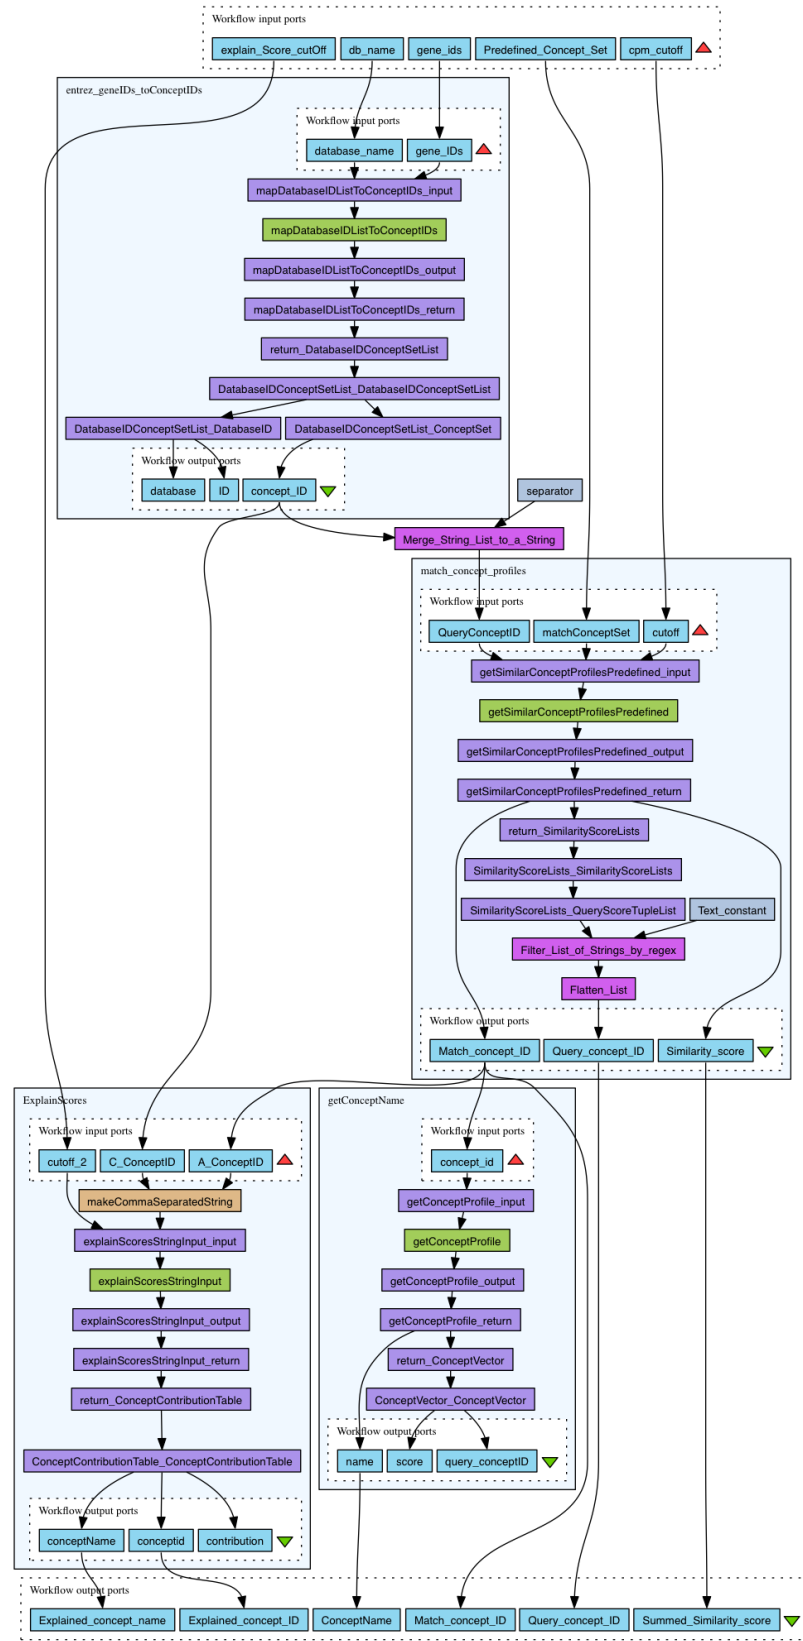 Workflow input ports
explain_Score_cutOff
db_name
gene_ids
Predefined_Concept_Set
cpm_cutoff
entrez_geneIDs_toConceptIDs
Workflow input ports
database_name
gene_IDs
mapDatabaseIDListToConceptIDs_input
mapDatabaseIDListToConceptIDs
mapDatabaseIDListToConceptIDs_output
mapDatabaseIDListToConceptIDs_return
return_DatabaseIDConceptSetList
DatabaseIDConceptSetList_DatabaseIDConceptSetList
DatabaseIDConceptSetList_DatabaseID
DatabaseIDConceptSetList_ConceptSet
Workflow output ports
database
ID
concept_ID
separator
Merge_String_List_to_a_String
match_concept_profiles
Workflow input ports
QueryConceptID
matchConceptSet
cutoff
getSimilarConceptProfilesPredefined_input
getSimilarConceptProfilesPredefined
getSimilarConceptProfilesPredefined_output
getSimilarConceptProfilesPredefined_return
return_SimilarityScoreLists
SimilarityScoreLists_SimilarityScoreLists
SimilarityScoreLists_QueryScoreTupleList
Text_constant
Filter_List_of_Strings_by_regex
Flatten_List
Workflow output ports
Match_concept_ID
Query_concept_ID
Similarity_score
ExplainScores
Workflow input ports
cutoff_2
C_ConceptID
A_ConceptID
makeCommaSeparatedString
explainScoresStringInput_input
explainScoresStringInput
explainScoresStringInput_output
explainScoresStringInput_return
return_ConceptContributionTable
ConceptContributionTable_ConceptContributionTable
Workflow output ports
conceptName
conceptid
contribution
getConceptName
Workflow input ports
concept_id
getConceptProfile_input
getConceptProfile
getConceptProfile_output
getConceptProfile_return
return_ConceptVector
ConceptVector_ConceptVector
Workflow output ports
name
score
query_conceptID
Workflow output ports
Explained_concept_name
Explained_concept_ID
ConceptName
Match_concept_ID
Query_concept_ID
Summed_Similarity_score